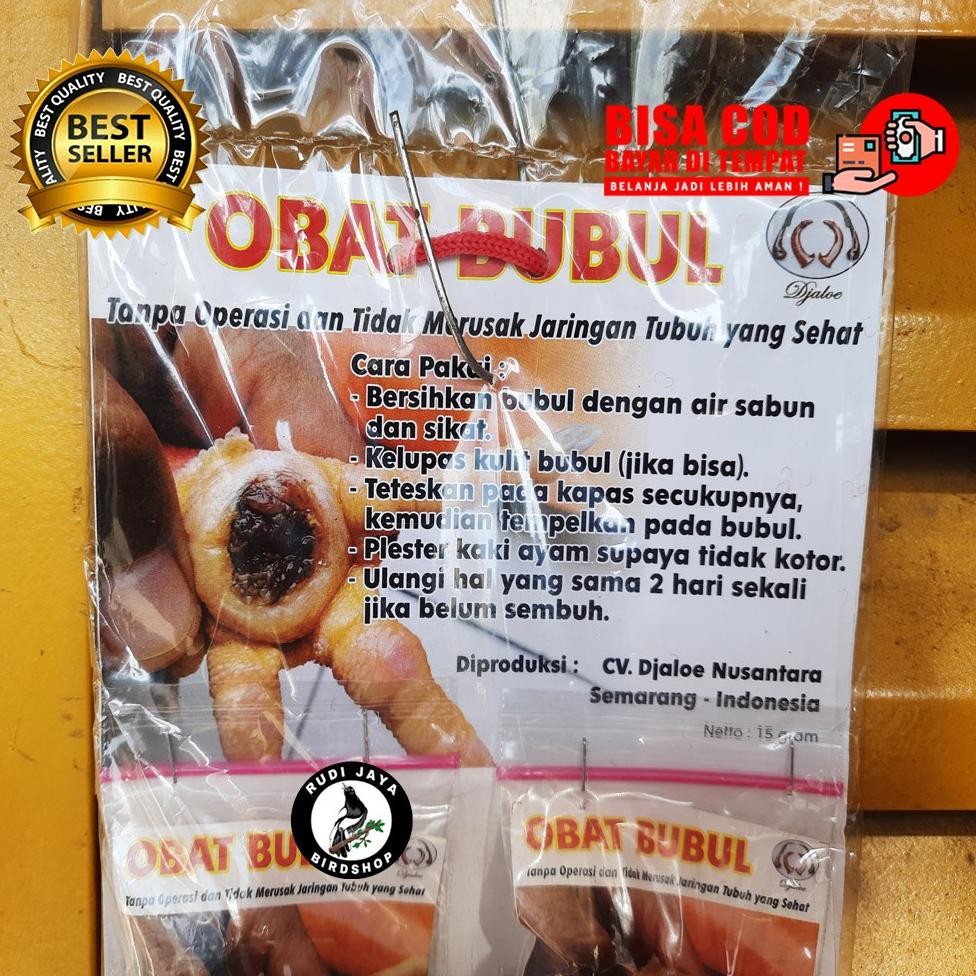 BEST QUALITY BEST QUALITY BEST
BEST
SELLER
BISA COD
BAYAR DI TEMPAT
BELANJA JADI LEBIH AMAN !
OBAT BUBUL
Djaloe
Tanpa Operasi dan Tidak Merusak Jaringan Tubuh yang Sehat
Cara Pakai :
- Bersihkan bubul dengan air sabun
dan sikat.
- Kelupas kulit bubul (jika bisa).
- Teteskan pada kapas secukupnya,
kemudian tempelkan pada bubul.
- Plester kaki ayam supaya tidak kotor.
- Ulangi hal yang sama 2 hari sekali
jika belum sembuh.
Diproduksi : CV. Djaloe Nusantara
Semarang - Indonesia
Netto : 15 gram
RUDI JAYA
BIRDSHOP
OBAT BU
Djaloe
Tanpa Operasi dan Tidak Merusak Jaringan Tubuh yang Sehat
OBAT BUBUL
Djaloe
Tanpa Operasi dan Tidak Merusak Jaringan Tubuh yang Sehat